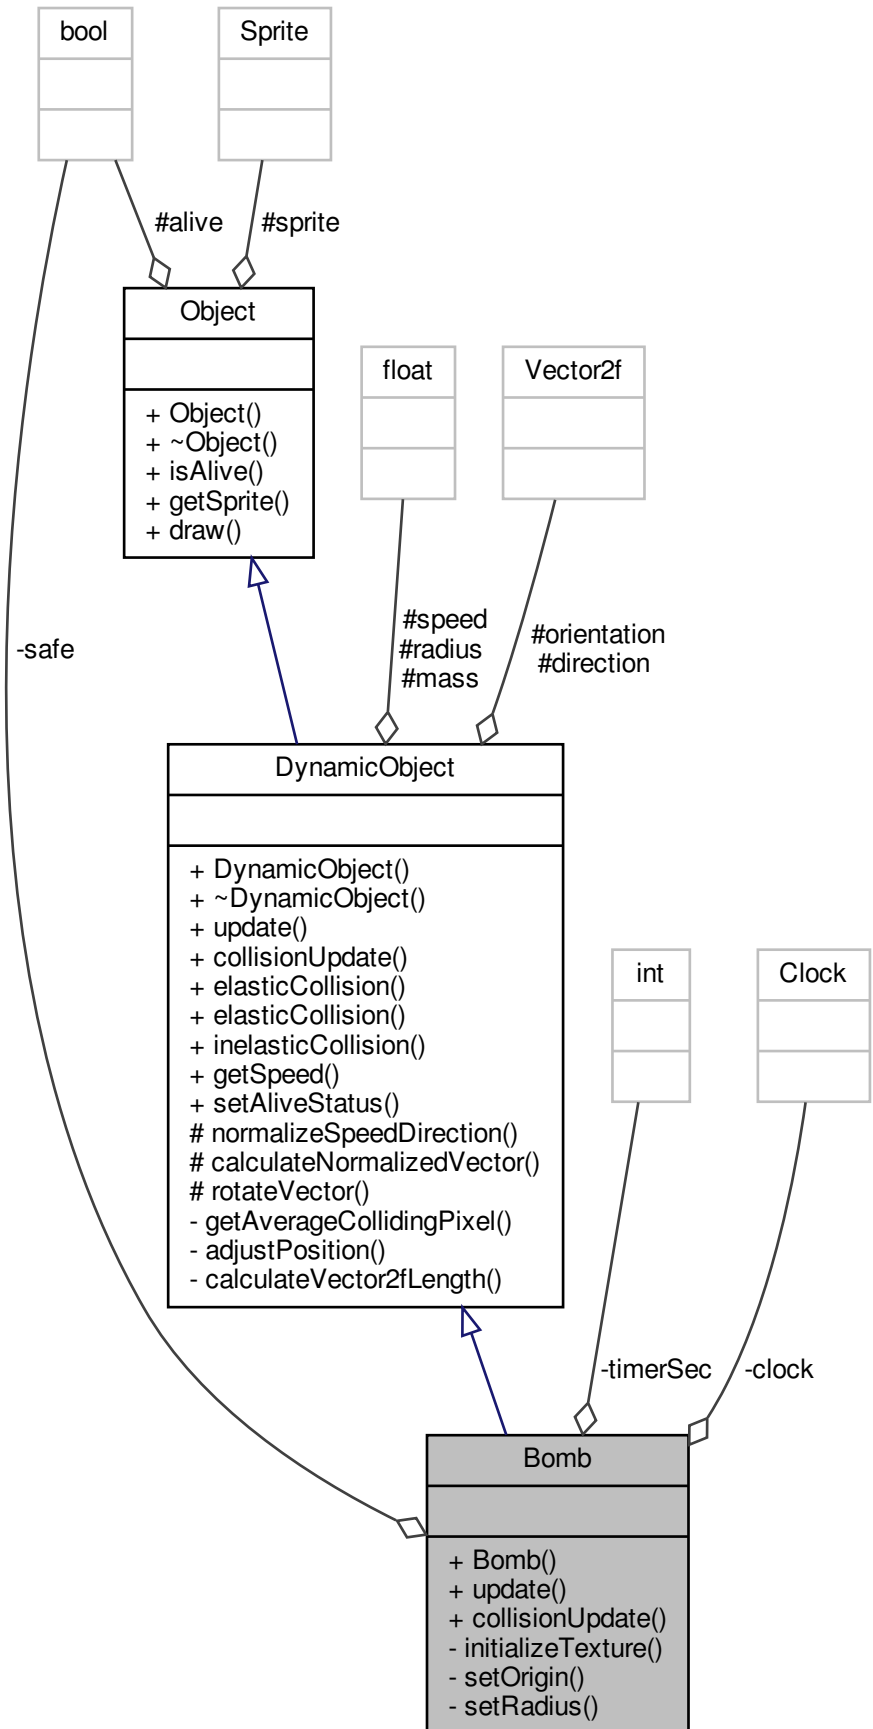 bool
Sprite
#alive
#sprite
Object
+ Object()
+ ~Object()
+ isAlive()
+ getSprite()
+ draw()
float
Vector2f
-safe
#speed
#radius
#mass
#orientation
#direction
DynamicObject
+ DynamicObject()
+ ~DynamicObject()
+ update()
+ collisionUpdate()
+ elasticCollision()
+ elasticCollision()
+ inelasticCollision()
+ getSpeed()
+ setAliveStatus()
# normalizeSpeedDirection()
# calculateNormalizedVector()
# rotateVector()
- getAverageCollidingPixel()
- adjustPosition()
- calculateVector2fLength()
int
Clock
-timerSec
-clock
Bomb
+ Bomb()
+ update()
+ collisionUpdate()
- initializeTexture()
- setOrigin()
- setRadius()